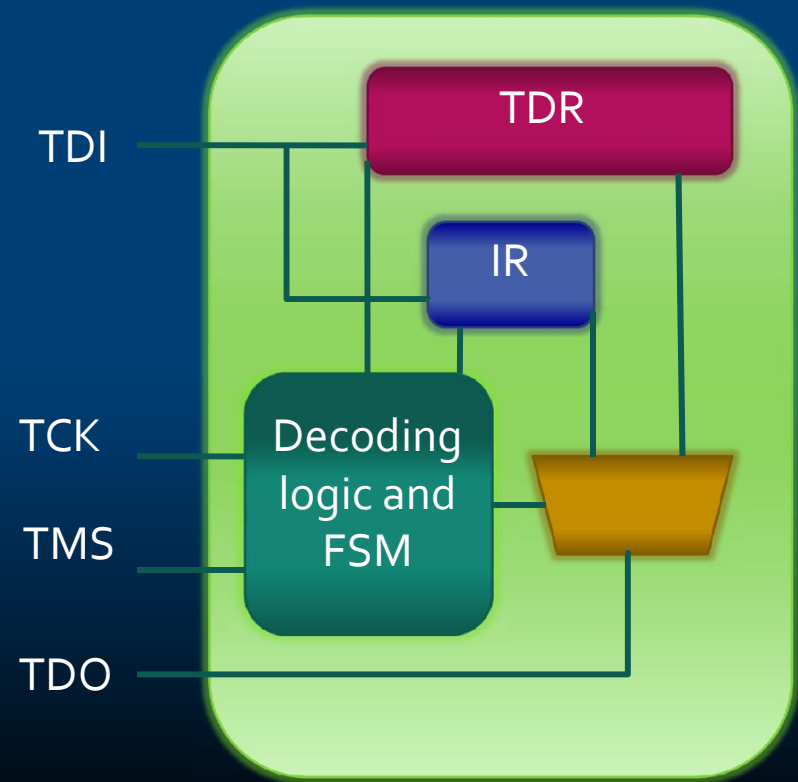 TDR
TDI
IR
TCK
Decoding
logic and
FSM
TMS
TDO